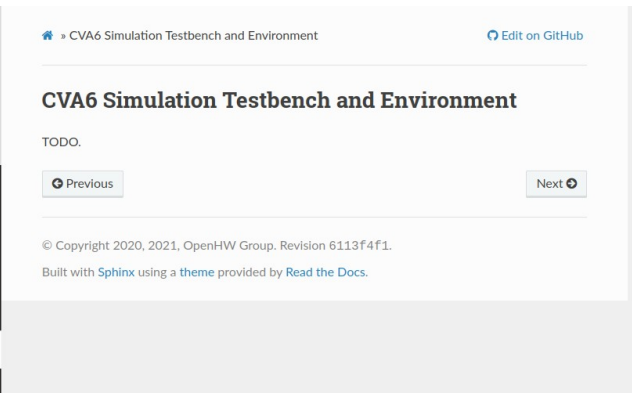 » CVA6 Simulation Testbench and Environment
Edit on GitHub
CVA6 Simulation Testbench and Environment
TODO.
Previous
Next
© Copyright 2020, 2021, OpenHW Group. Revision 6113f4f1.
Built with Sphinx using a theme provided by Read the Docs.